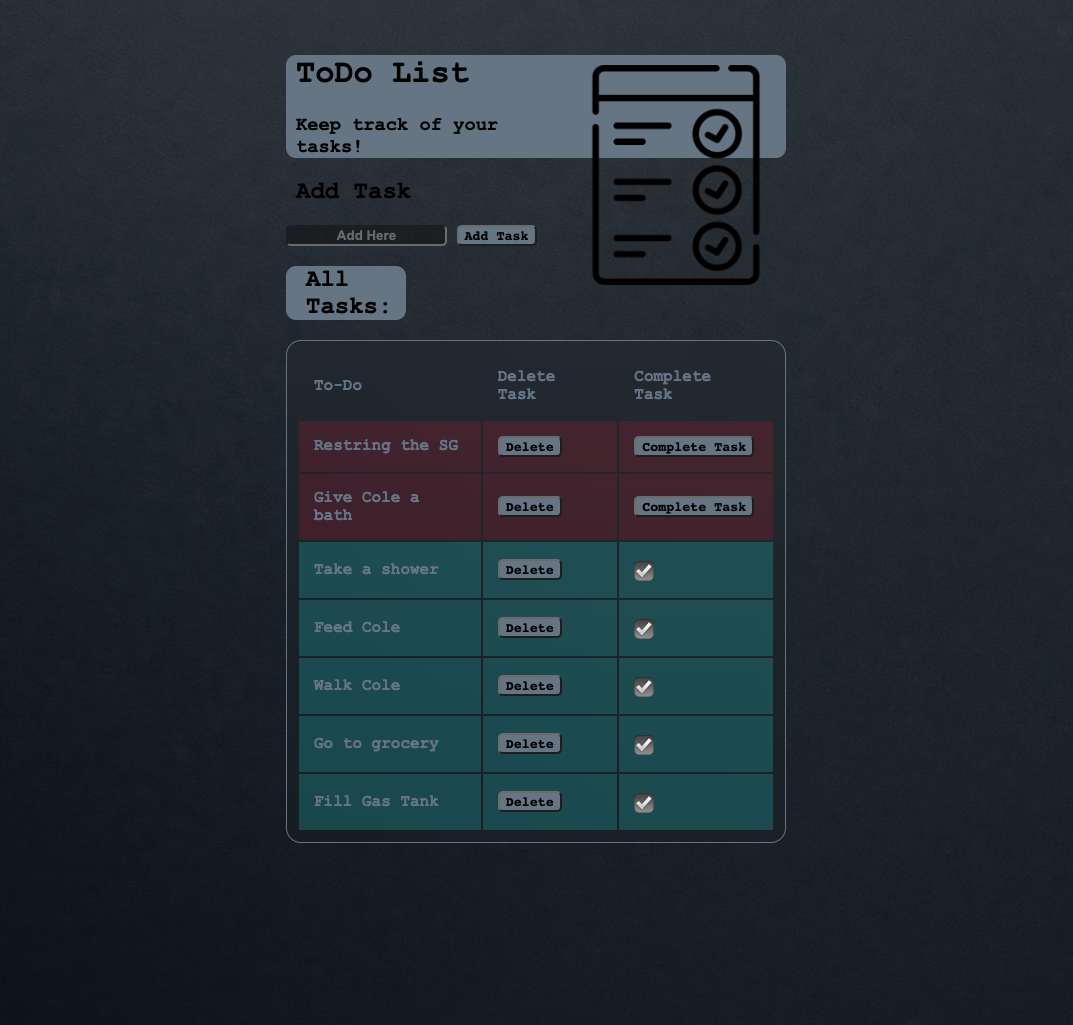 ToDo List
Keep track of your
tasks!
Add Task
Add Here
Add Task
All
Tasks:
To-Do
Delete
Task
Complete
Task
Restring the SG
Delete
Complete Task
Give Cole a
bath
Delete
Complete Task
Take a shower
Delete
Feed Cole
Delete
Walk Cole
Delete
Go to grocery
Delete
Fill Gas Tank
Delete